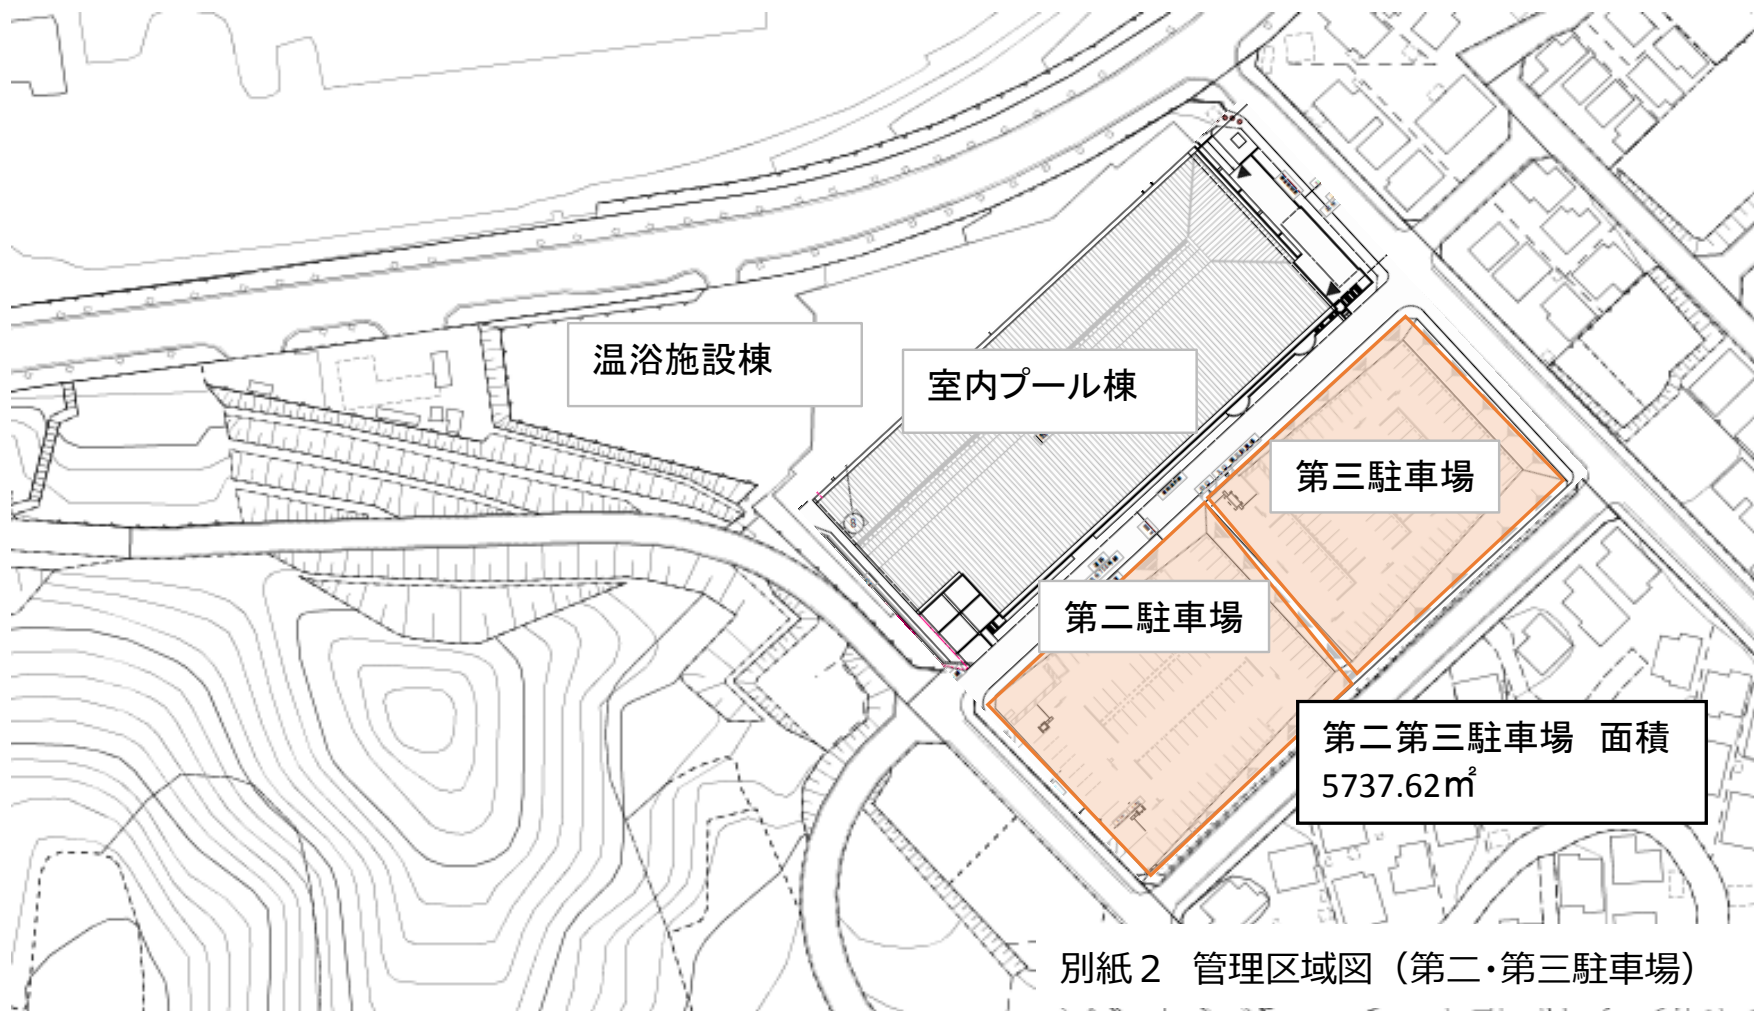 温浴施設棟
室内プール棟
第三駐車場
第二駐車場
第二第三駐車場　面積
5737.62㎡
8
別紙２　管理区域図（第二・第三駐車場）